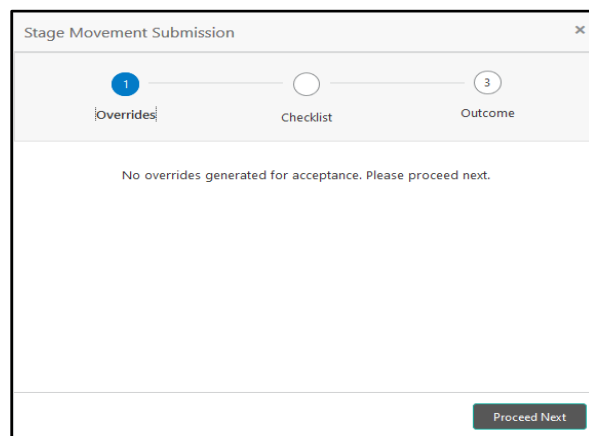 Stage Movement Submission
×
1
3
Overrides
Checklist
Outcome
No overrides generated for acceptance. Please proceed next.
Proceed Next